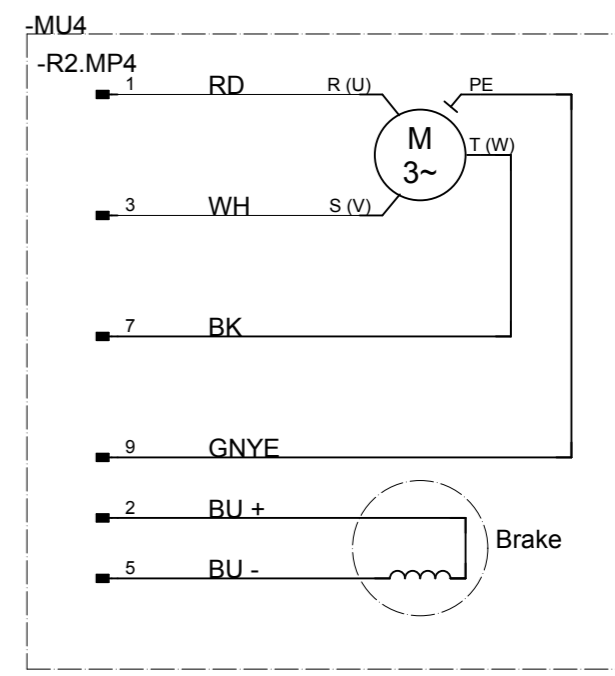 -MU4
-R2.MP4
1 RD R (U) PE
M
3~
T (W)
3 WH S (V)
7 BK
9 GNYE
2 BU +
Brake
5 BU -